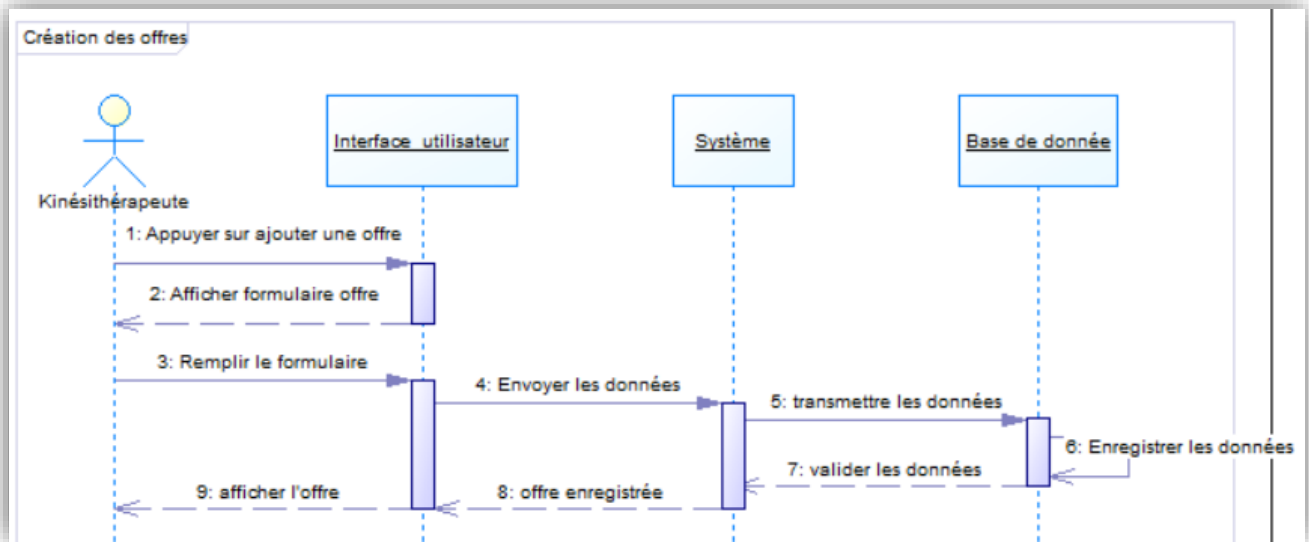 Création des offres
Interface utilisateur
Système
Base de donnée
Kinésithérapeute
1: Appuyer sur ajouter une offre
2: Afficher formulaire offre
3: Remplir le formulaire
4: Envoyer les données
5: transmettre les données
6: Enregistrer les données
7: valider les données
8: offre enregistrée
9: afficher l'offre